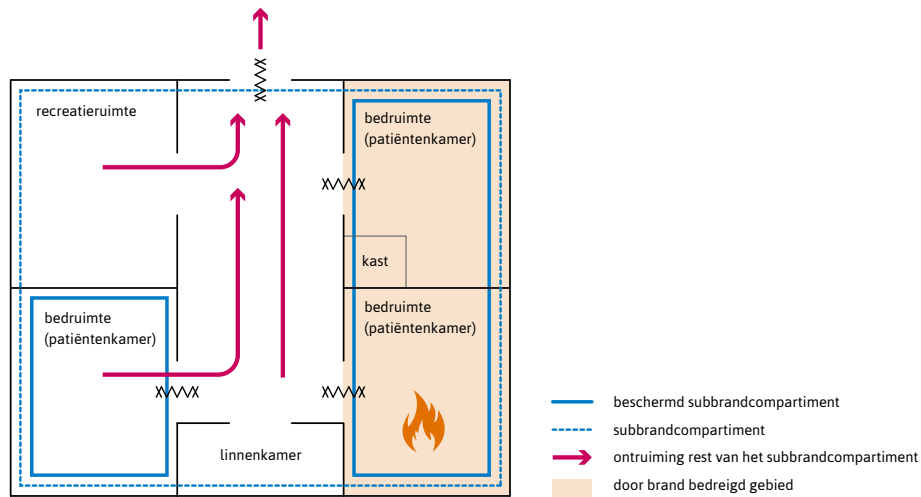 recreatieruimte
bedruimte
(patiëntenkamer)
kast
bedruimte
(patiëntenkamer)
bedruimte
(patiëntenkamer)
linnenkamer
beschermd subbrandcompartiment
subbrandcompartiment
ontruiming rest van het subbrandcompartiment
door brand bedreigd gebied